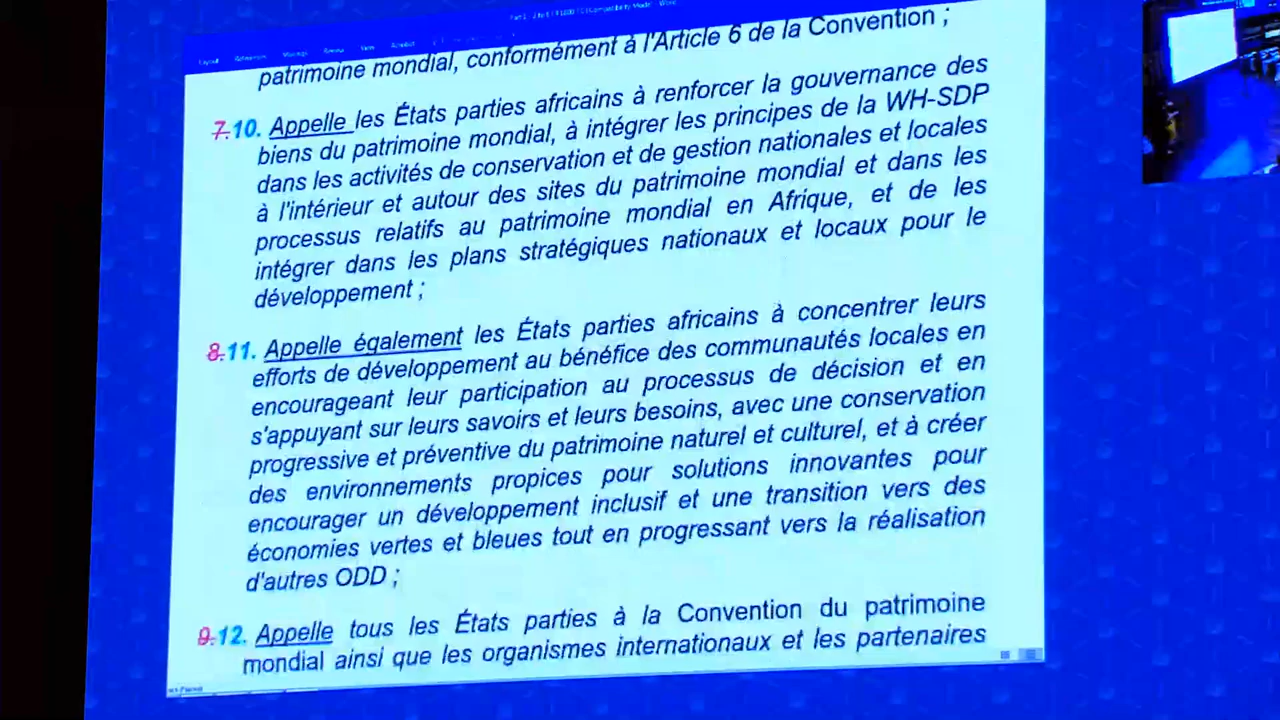 Layout References Mailings Review View Acrobat
patrimoine mondial, conformément à l'Article 6 de la Convention ;
7.10. Appelle les États parties africains à renforcer la gouvernance des
biens du patrimoine mondial, à intégrer les principes de la WH-SDP
dans les activités de conservation et de gestion nationales et locales
à l'intérieur et autour des sites du patrimoine mondial et dans les
processus relatifs au patrimoine mondial en Afrique, et de les
intégrer dans les plans stratégiques nationaux et locaux pour le
développement ;
8.11. Appelle également les États parties africains à concentrer leurs
efforts de développement au bénéfice des communautés locales en
encourageant leur participation au processus de décision et en
s'appuyant sur leurs savoirs et leurs besoins, avec une conservation
progressive et préventive du patrimoine naturel et culturel, et à créer
des environnements propices pour solutions innovantes pour
encourager un développement inclusif et une transition vers des
économies vertes et bleues tout en progressant vers la réalisation
d'autres ODD ;
9.12. Appelle tous les États parties à la Convention du patrimoine
mondial ainsi que les organismes internationaux et les partenaires